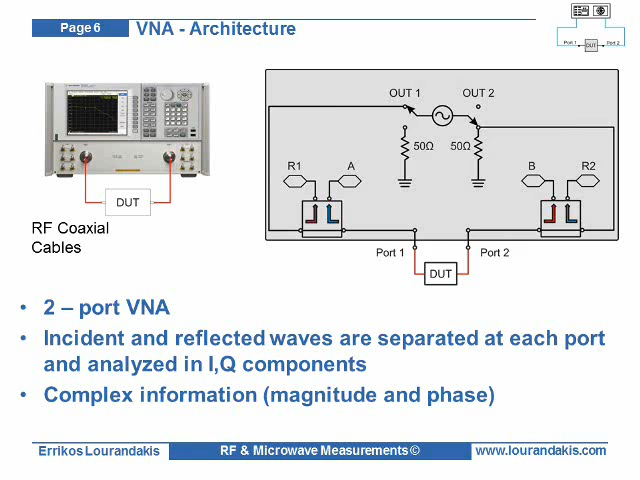 Page 6
VNA - Architecture
Port 1
DUT
Port 2
OUT 1
OUT 2
50Ω
50Ω
R1
A
B
R2
DUT
RF Coaxial
Cables
Port 1
Port 2
DUT
• 2 – port VNA
• Incident and reflected waves are separated at each port
and analyzed in I,Q components
• Complex information (magnitude and phase)
Errikos Lourandakis
RF & Microwave Measurements ©
www.lourandakis.com